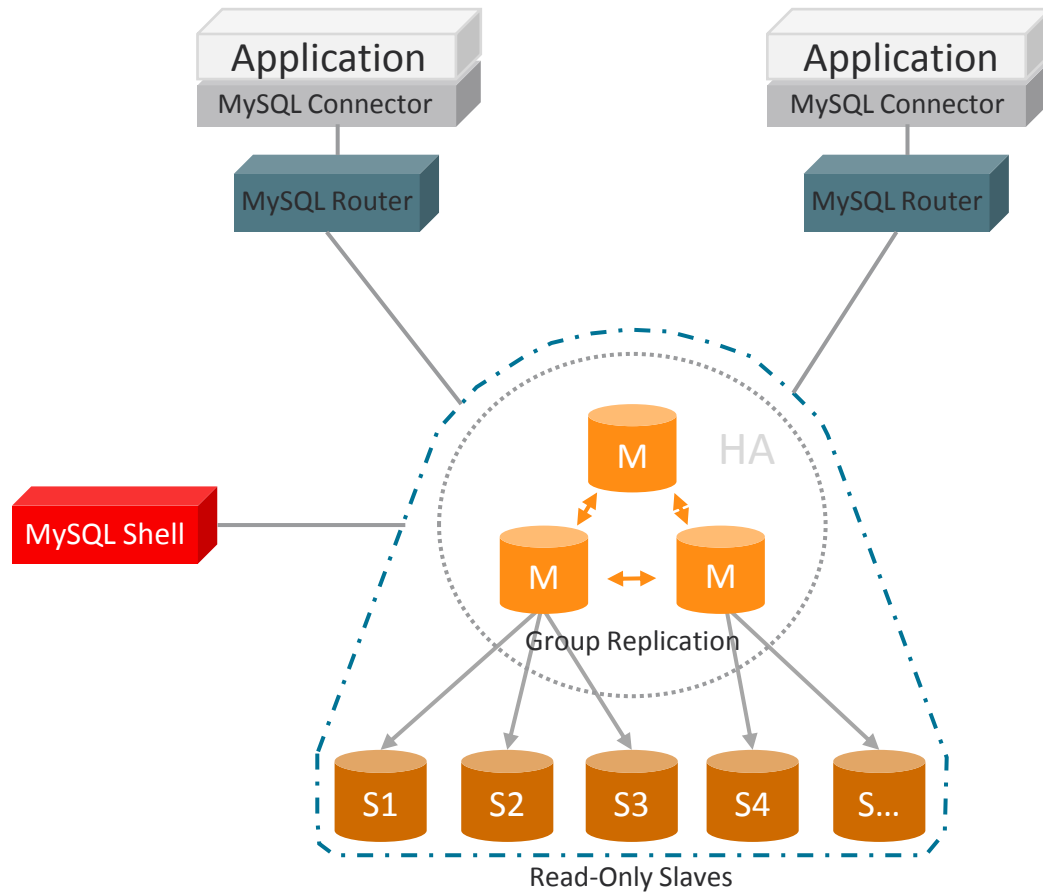 Application
MySQL Connector
MySQL Router
Application
MySQL Connector
MySQL Router
HA
M
M
M
MySQL Shell
Group Replication
S1
S2
S3
S4
S...
Read-Only Slaves